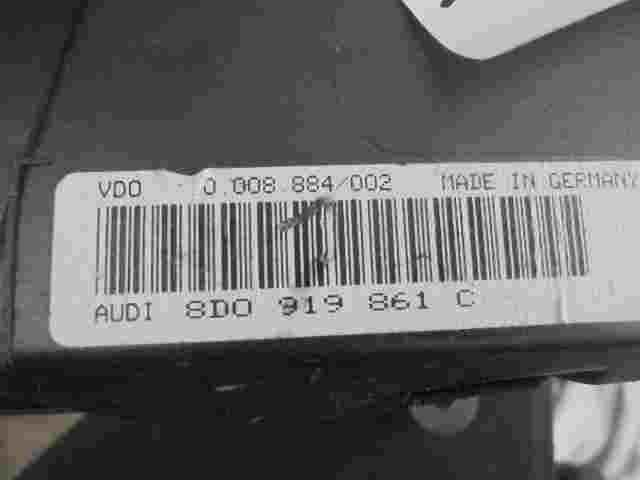 VDO 0.008.884/002 MADE IN GERMANY
AUDI 8D0 919 861 C